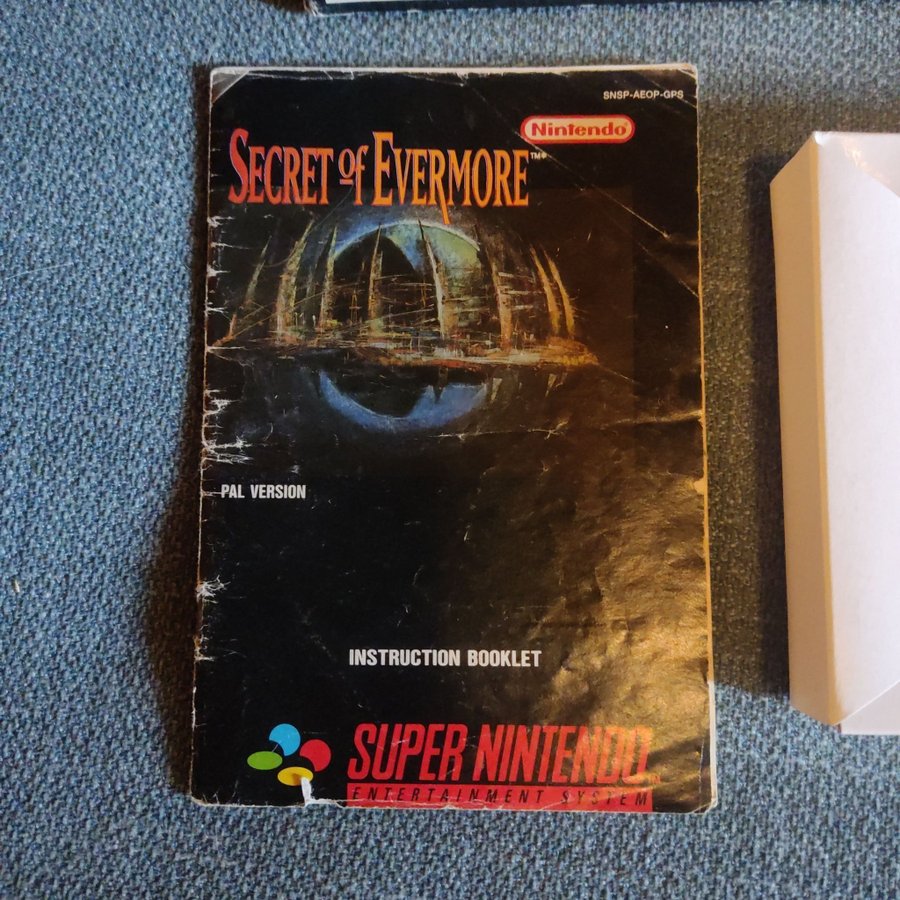 SNSP-AEOP-GPS
Nintendo®
SECRET of EVERMORE™*
PAL VERSION
INSTRUCTION BOOKLET
SUPER NINTENDO
ENTERTAINMENT SYSTEM